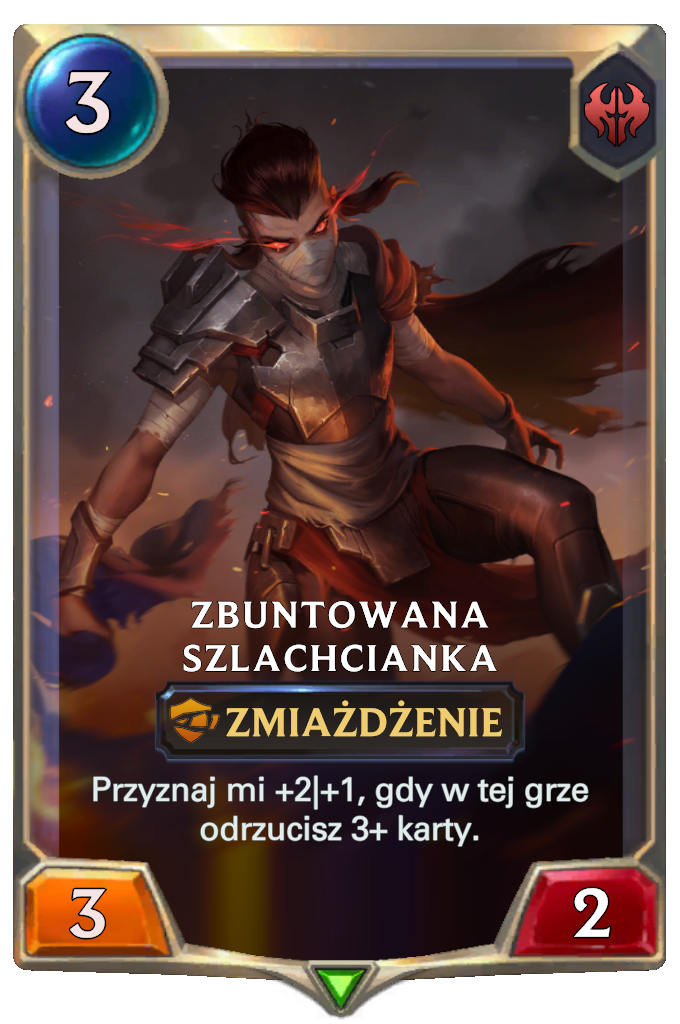 3
ZBUNTOWANA
SZLACHCIANKA
ZMIAŻDŻENIE
Przyznaj mi +2|+1, gdy w tej grze
odrzucisz 3+ karty.
3
2